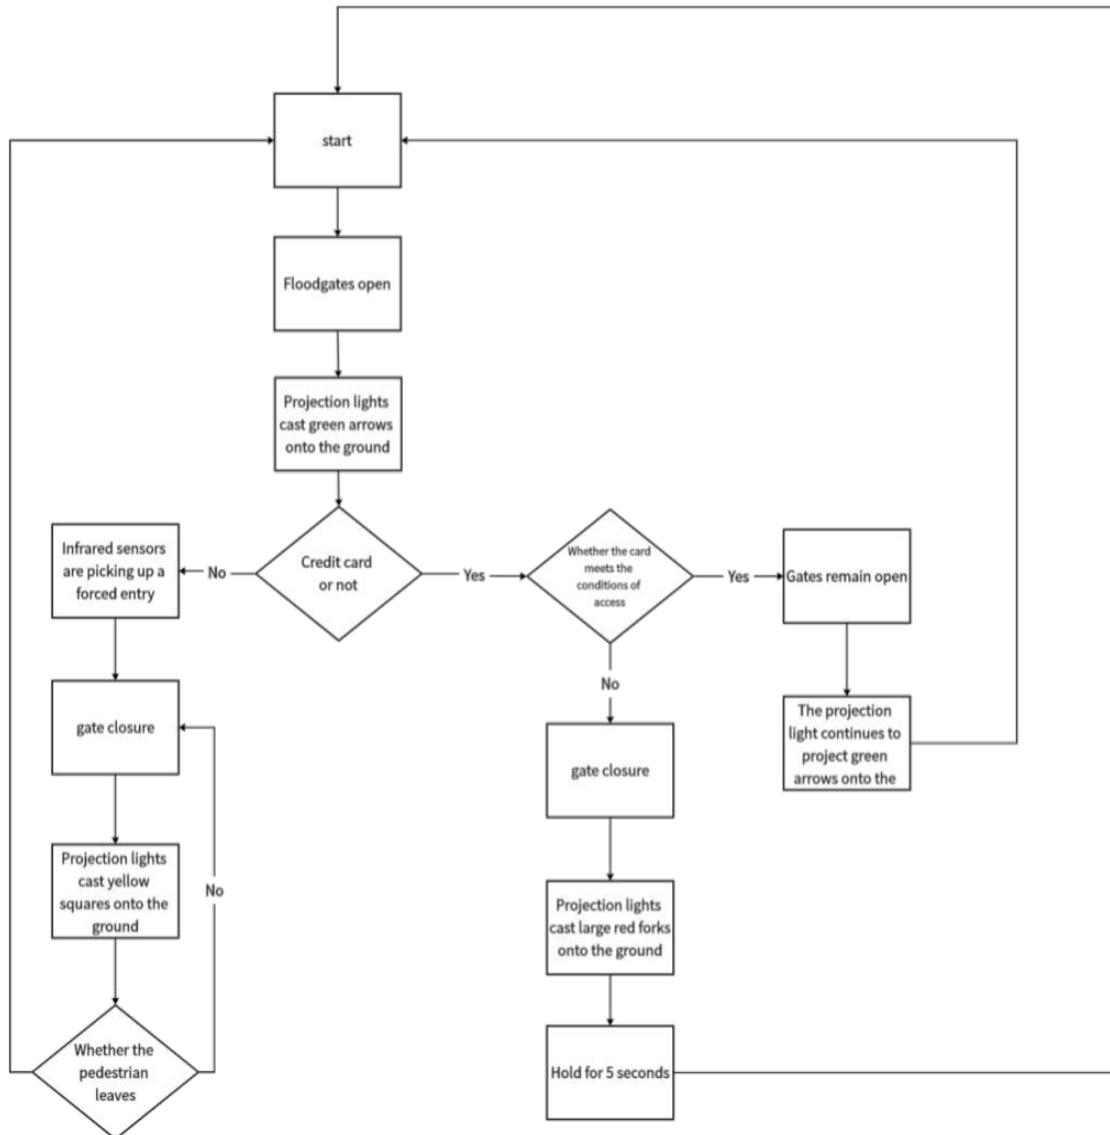 start
Floodgates open
Projection lights
cast green arrows
onto the ground
Credit card
or not
No
Infrared sensors
are picking up a
forced entry
gate closure
Projection lights
cast yellow
squares onto the
ground
Whether the
pedestrian
leaves
No
Yes
Whether the card
meets the
conditions of
access
Yes
Gates remain open
The projection
light continues to
project green
arrows onto the
No
gate closure
Projection lights
cast large red forks
onto the ground
Hold for 5 seconds